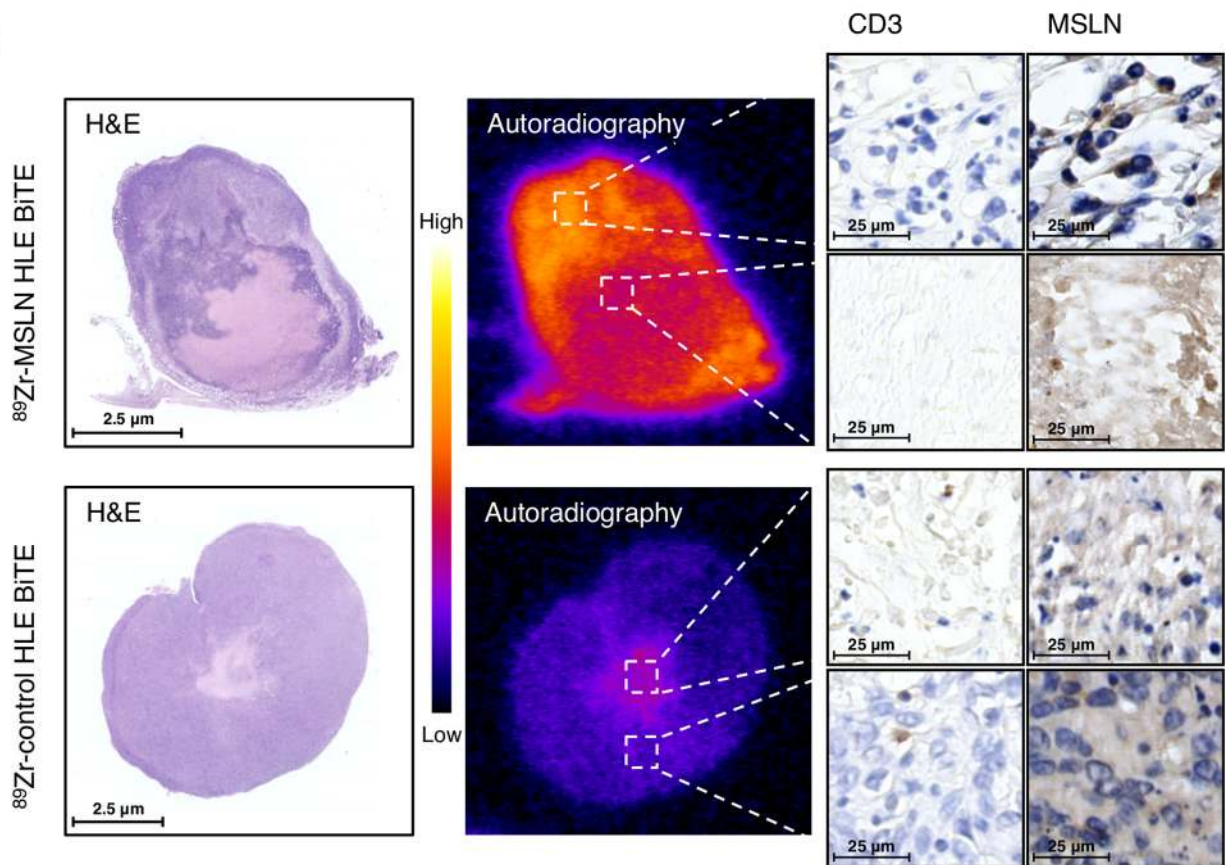 CD3 MSLN
⁸⁹Zr-MSLN HLE BiTE
H&E
2.5 µm
High
Low
Autoradiography
25 µm
25 µm
25 µm
25 µm
⁸⁹Zr-control HLE BiTE
H&E
2.5 µm
Autoradiography
25 µm
25 µm
25 µm
25 µm